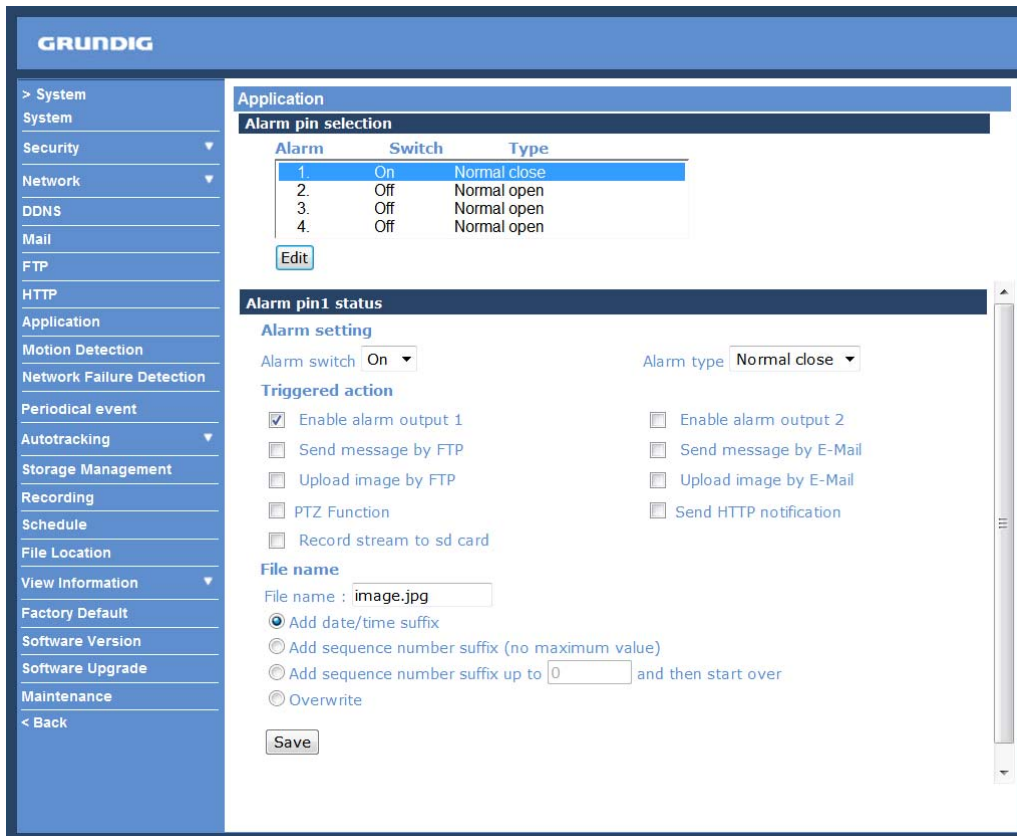 GRUNDIG
> System
System
Security
Network
DDNS
Mail
FTP
HTTP
Application
Motion Detection
Network Failure Detection
Periodical event
Autotracking
Storage Management
Recording
Schedule
File Location
View Information
Factory Default
Software Version
Software Upgrade
Maintenance
< Back
Application
Alarm pin selection
Alarm Switch Type
1. On Normal close
2. Off Normal open
3. Off Normal open
4. Off Normal open
Edit
Alarm pin1 status
Alarm setting
Alarm switch On Alarm type Normal close
Triggered action
Enable alarm output 1 Enable alarm output 2
Send message by FTP Send message by E-Mail
Upload image by FTP Upload image by E-Mail
PTZ Function Send HTTP notification
Record stream to sd card
File name
File name : image.jpg
Add date/time suffix
Add sequence number suffix (no maximum value)
Add sequence number suffix up to 0 and then start over
Overwrite
Save